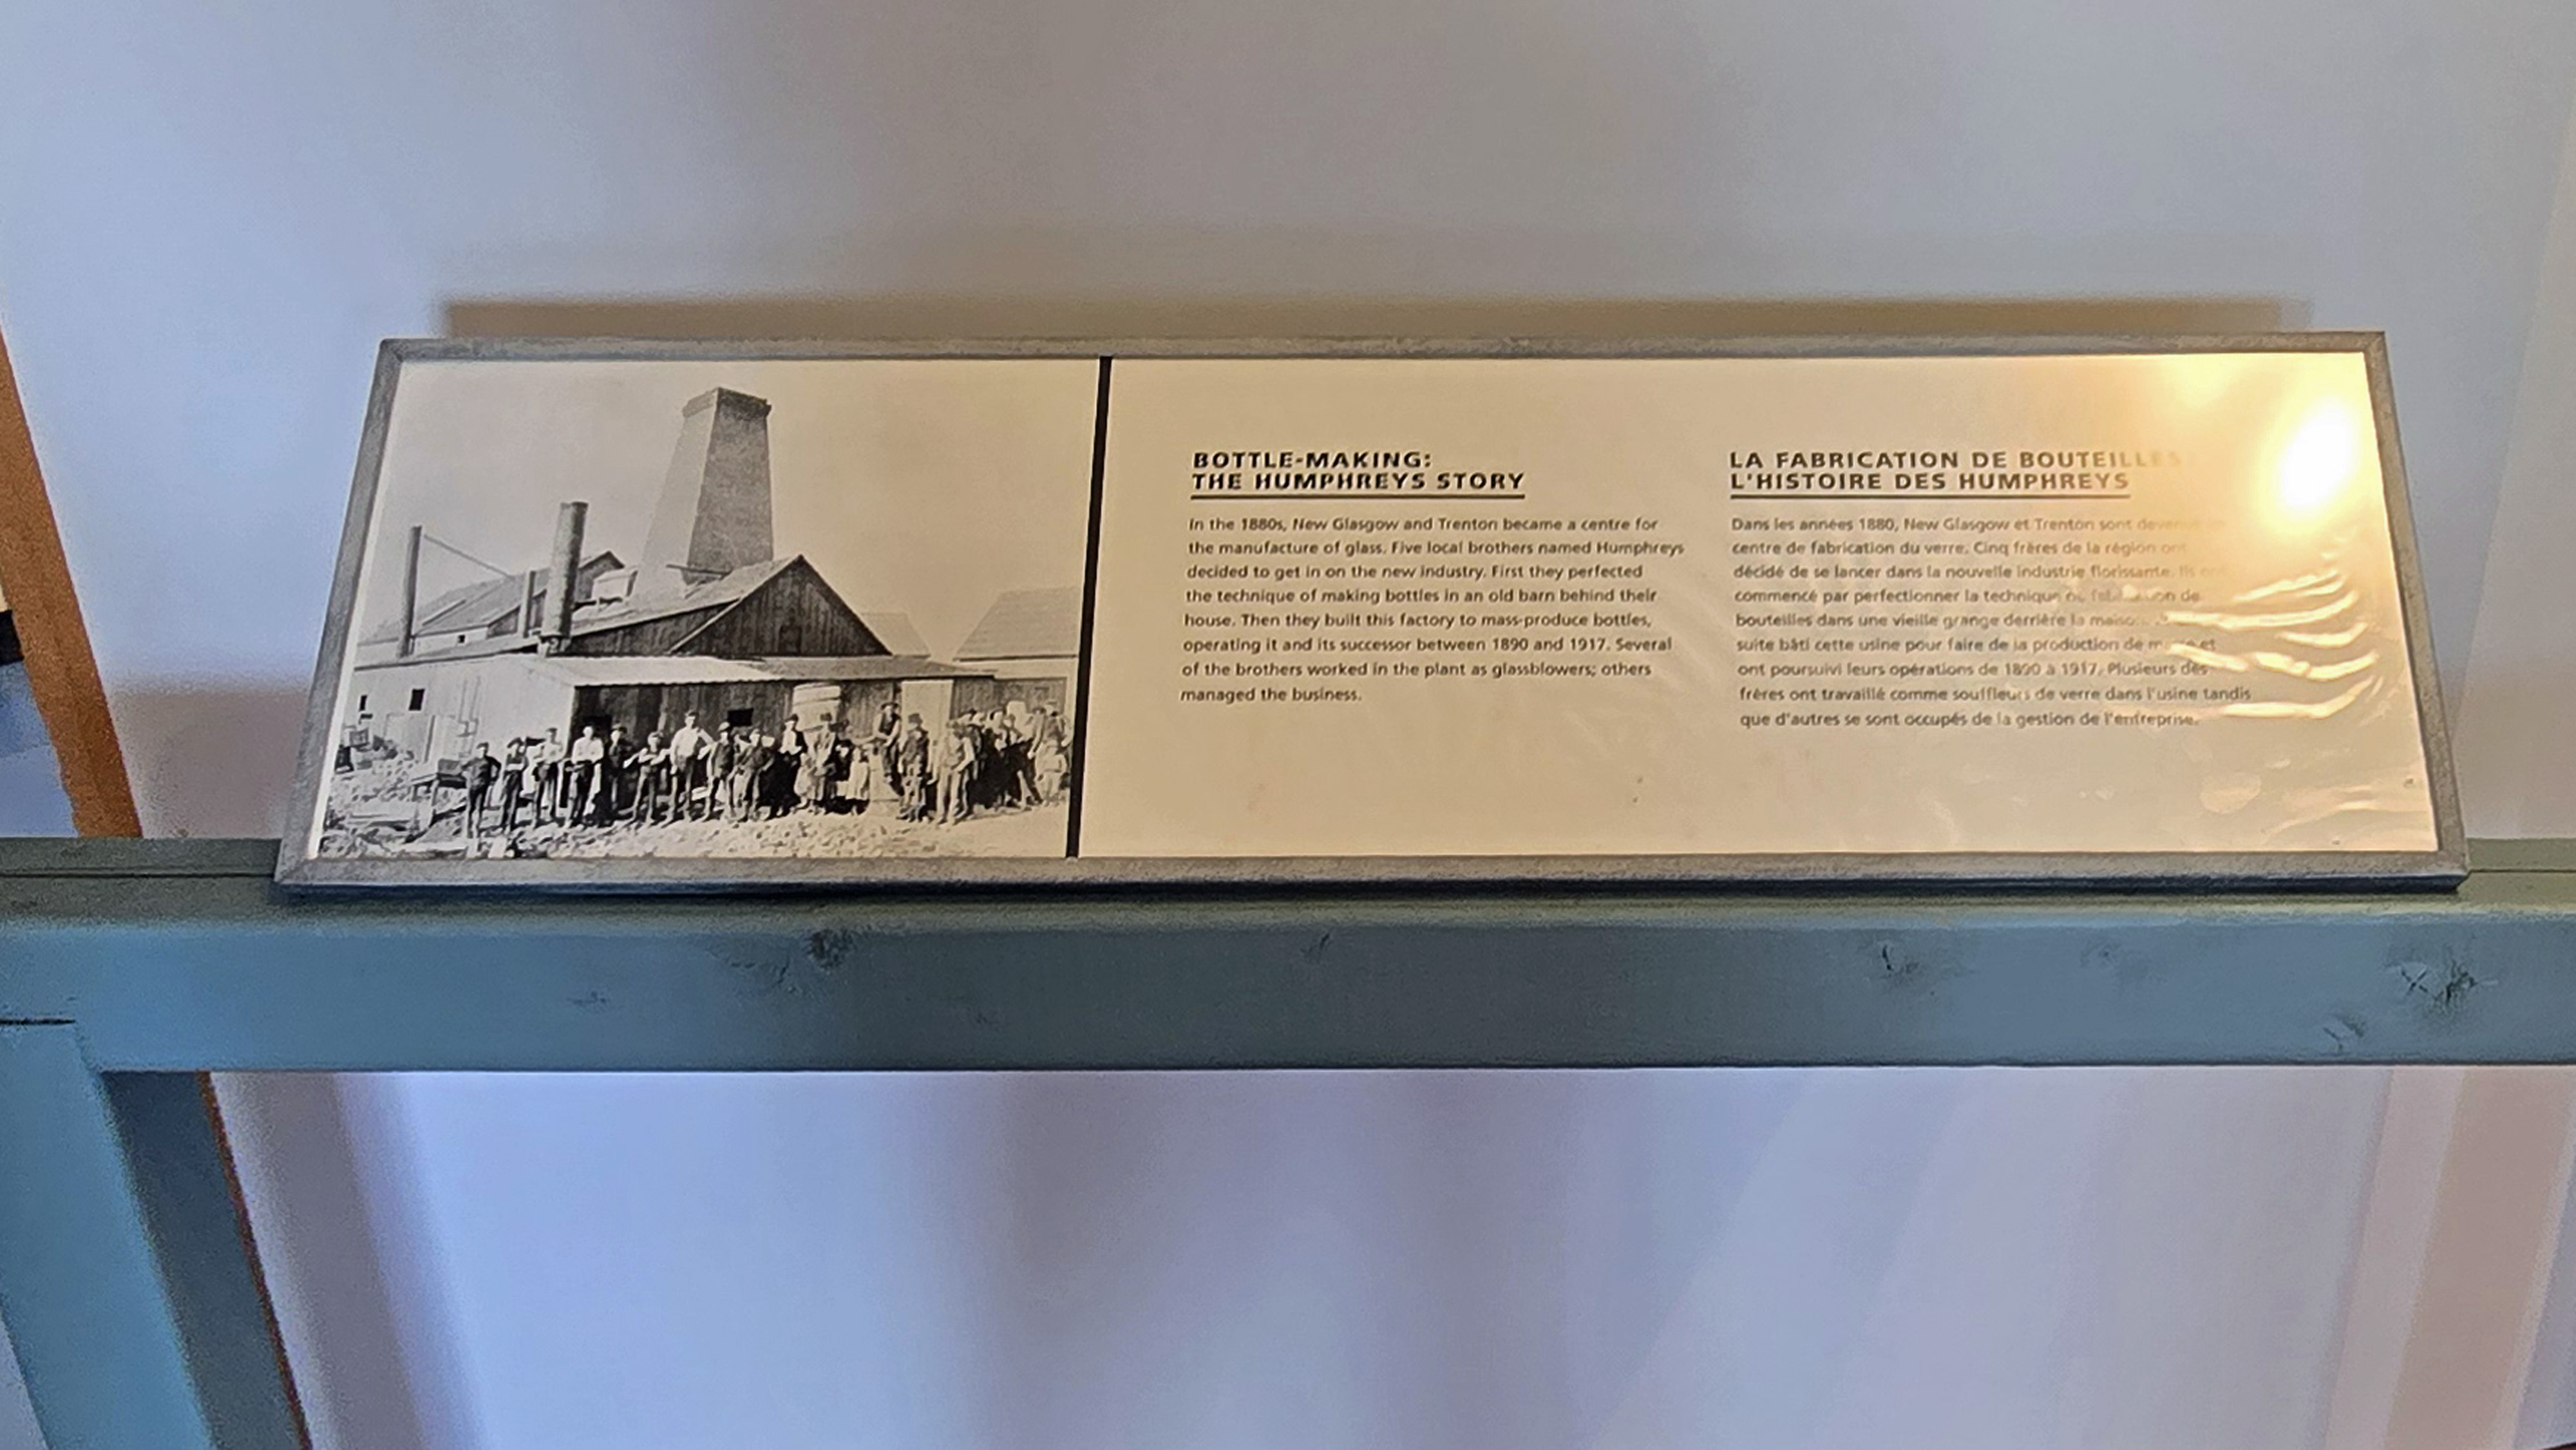 BOTTLE-MAKING:
THE HUMPHREYS STORY
In the 1880s, New Glasgow and Trenton became a centre for
the manufacture of glass. Five local brothers named Humphreys
decided to get in on the new industry. First they perfected
the technique of making bottles in an old barn behind their
house. Then they built this factory to mass-produce bottles,
operating it and its successor between 1890 and 1917. Several
of the brothers worked in the plant as glassblowers; others
managed the business.
LA FABRICATION DE BOUTEILLES
L'HISTOIRE DES HUMPHREYS
Dans les années 1880, New Glasgow et Trenton sont
centre de fabrication du verre. Cinq frères de la région ont
décidé de se lancer dans la nouvelle industrie florissante. Ils
commencé par perfectionner la technique de
bouteilles dans une vieille grange derrière la
suite bâti cette usine pour faire de la production de et
ont poursuivi leurs opérations de 1890 à 1917. Plusieurs des
frères ont travaillé comme souffleurs de verre dans l'usine tandis
que d'autres se sont occupés de la gestion de l'entreprise.